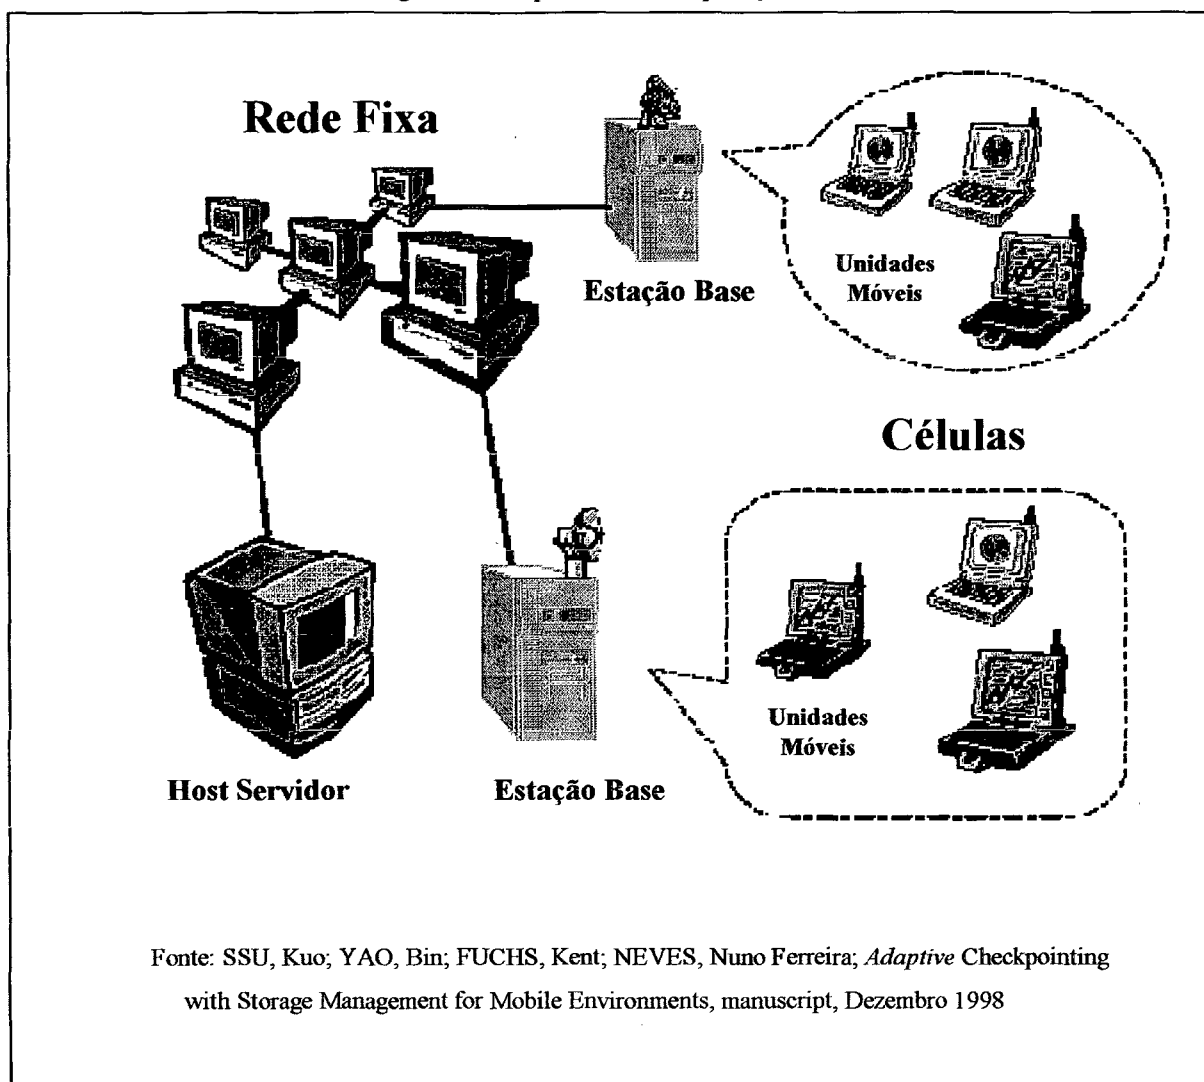 Rede Fixa
Estação Base
Unidades
Móveis
Células
Unidades
Móveis
Host Servidor
Estação Base
Fonte: SSU, Kuo; YAO, Bin; FUCHS, Kent; NEVES, Nuno Ferreira; Adaptive Checkpointing
with Storage Management for Mobile Environments, manuscript, Dezembro 1998